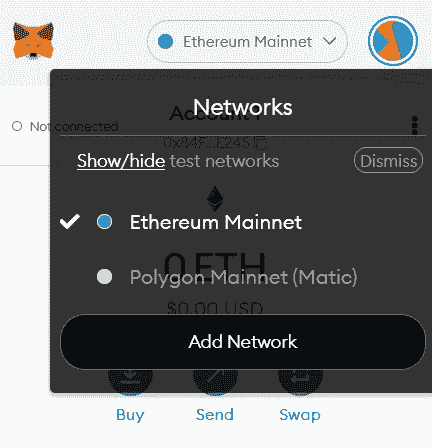 Ethereum Mainnet
Networks
Not connected
Show/hide test networks
Dismiss
Ethereum Mainnet
0 ETH
Polygon Mainnet (Matic)
$0.00 USD
Add Network
Buy
Send
Swap